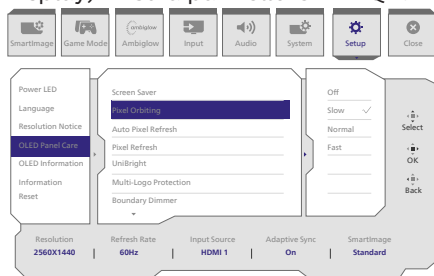 SmartImage
Game Mode
ambiglow
Ambiglow
Input
Audio
System
Setup
Close
Power LED
Language
Resolution Notice
OLED Panel Care
OLED Information
Information
Reset
Screen Saver
Pixel Orbiting
Auto Pixel Refresh
Pixel Refresh
UniBright
Multi-Logo Protection
Boundary Dimmer
Off
Slow ✓
Normal
Fast
Select
OK
Back
Resolution
2560X1440
Refresh Rate
60Hz
Input Source
HDMI 1
Adaptive Sync
On
SmartImage
Standard